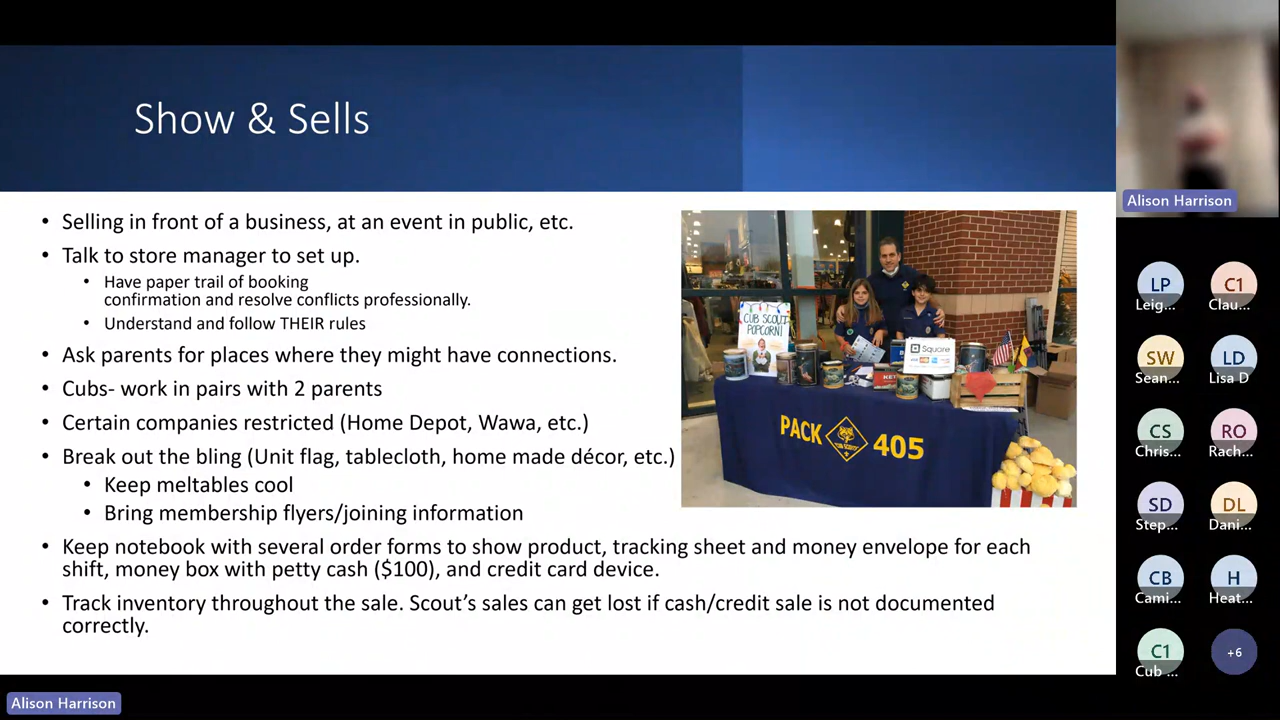 Show & Sells
Alison Harrison
• Selling in front of a business, at an event in public, etc.
• Talk to store manager to set up.
• Have paper trail of booking
confirmation and resolve conflicts professionally.
• Understand and follow THEIR rules
• Ask parents for places where they might have connections.
• Cubs- work in pairs with 2 parents
• Certain companies restricted (Home Depot, Wawa, etc.)
• Break out the bling (Unit flag, tablecloth, home made décor, etc.)
• Keep meltables cool
• Bring membership flyers/joining information
• Keep notebook with several order forms to show product, tracking sheet and money envelope for each
shift, money box with petty cash ($100), and credit card device.
• Track inventory throughout the sale. Scout's sales can get lost if cash/credit sale is not documented
correctly.
CUB SCOUT
POPCORN!
Square
PACK 405
LP
Leig...
C1
Clau...
SW
Sean...
LD
Lisa D
CS
Chris...
RO
Rach...
SD
Step...
DL
Dani...
CB
Cami...
H
Heat...
C1
Cub ...
+6
Alison Harrison